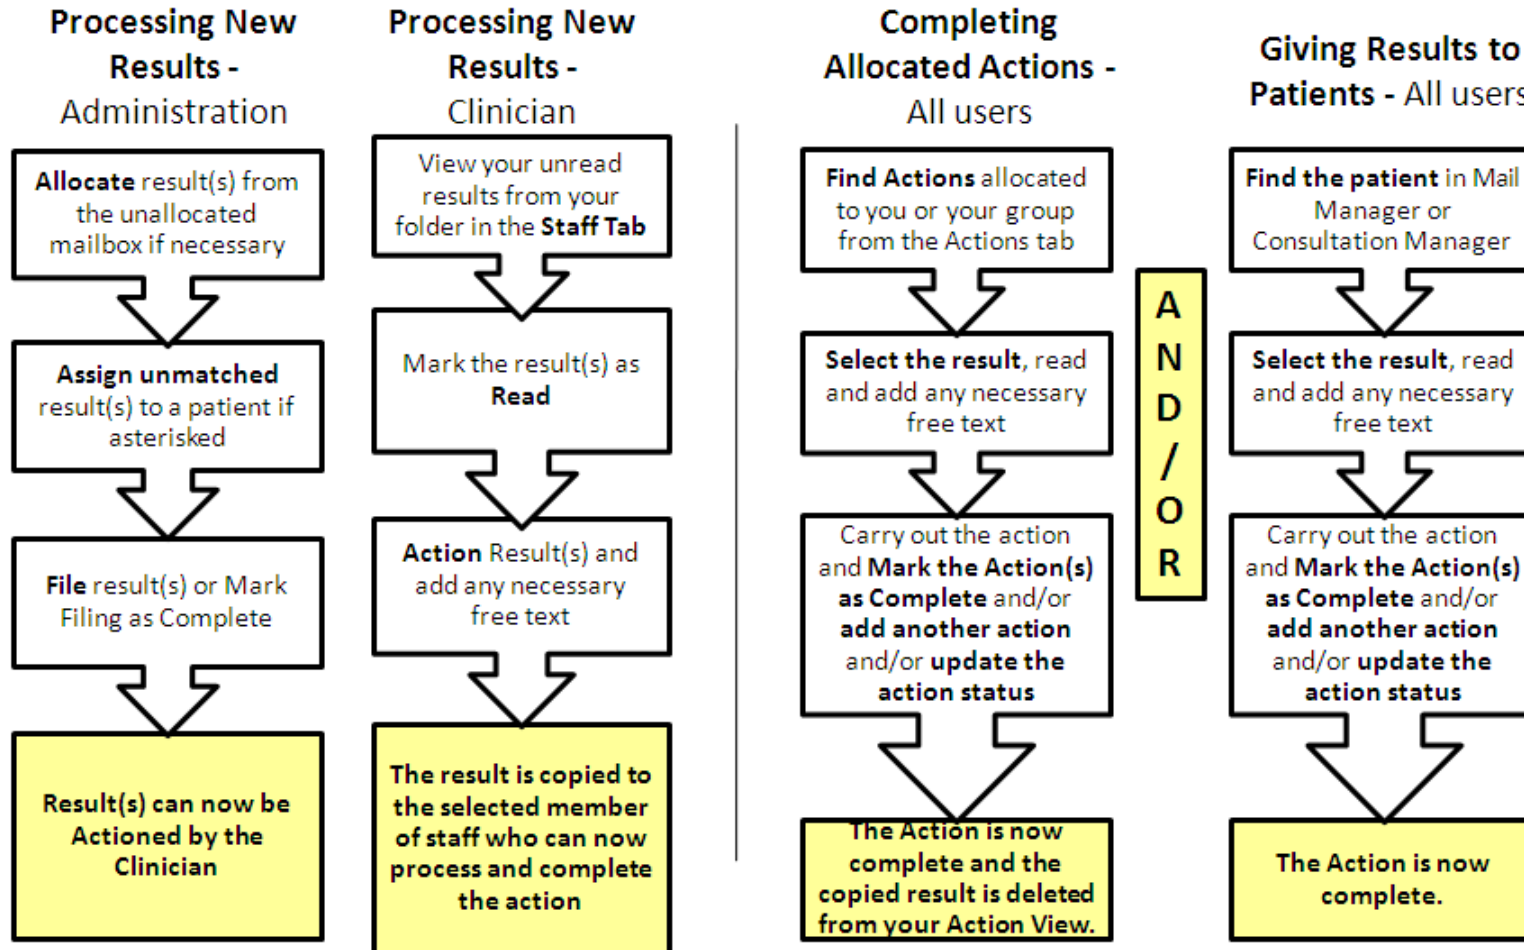 Processing New
Results -
Administration
Allocate result(s) from
the unallocated
mailbox if necessary
Assign unmatched
result(s) to a patient if
asterisked
File result(s) or Mark
Filing as Complete
Result(s) can now be
Actioned by the
Clinician
Processing New
Results -
Clinician
View your unread
results from your
folder in the Staff Tab
Mark the result(s) as
Read
Action Result(s) and
add any necessary
free text
The result is copied to
the selected member
of staff who can now
process and complete
the action
Completing
Allocated Actions -
All users
Find Actions allocated
to you or your group
from the Actions tab
Select the result, read
and add any necessary
free text
Carry out the action
and Mark the Action(s)
as Complete and/or
add another action
and/or update the
action status
The Action is now
complete and the
copied result is deleted
from your Action View.
A
N
D
/
O
R
Giving Results to
Patients - All users
Find the patient in Mail
Manager or
Consultation Manager
Select the result, read
and add any necessary
free text
Carry out the action
and Mark the Action(s)
as Complete and/or
add another action
and/or update the
action status
The Action is now
complete.